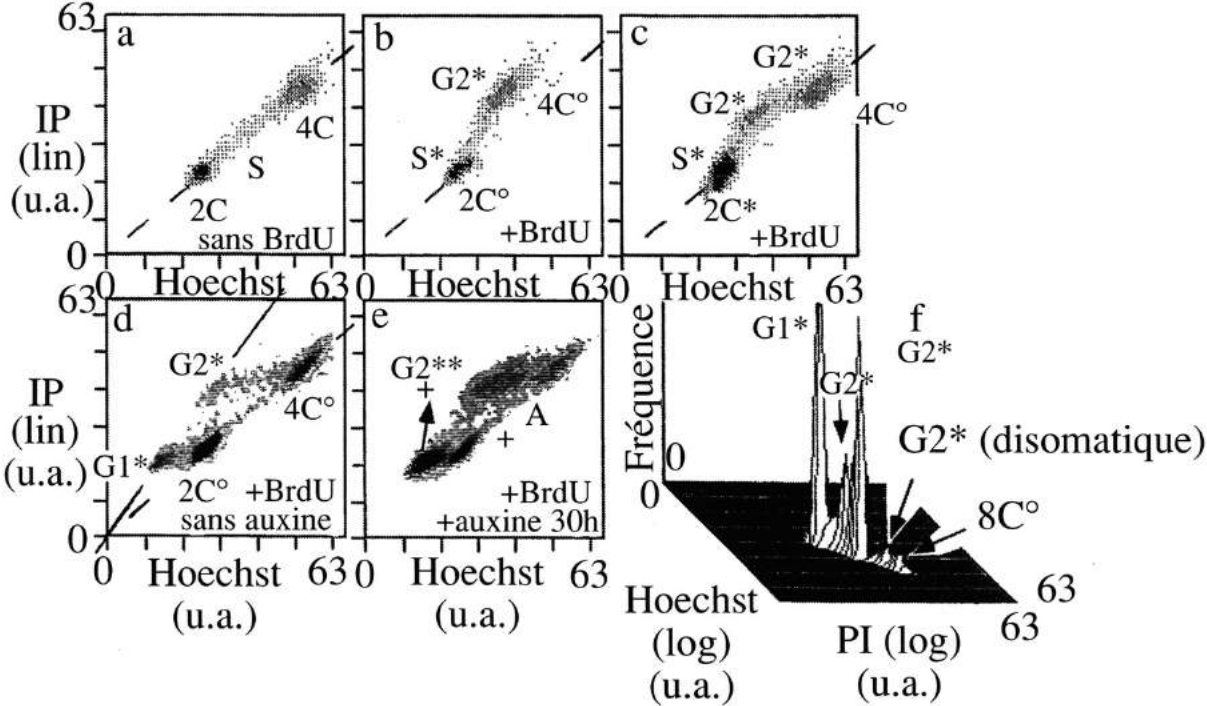 63
a
IP
(lin)
(u.a.)
4C
S
2C
sans BrdU
0
0
Hoechst
63
b
G2*
4C°
S*
2C°
+BrdU
0
Hoechst
63
c
G2*
G2*
4C°
S*
2C*
+BrdU
0
Hoechst
63
63
d
IP
(lin)
(u.a.)
G2*
4C°
G1*
2C° +BrdU
sans auxine
0
0
Hoechst
63
(u.a.)
e
G2**
+
A
+
+BrdU
+auxine 30h
0
Hoechst
63
(u.a.)
Fréquence
G1*
f
G2*
G2*
G2* (disomatique)
8C°
0
0
63
63
Hoechst
(log)
(u.a.)
PI (log)
(u.a.)